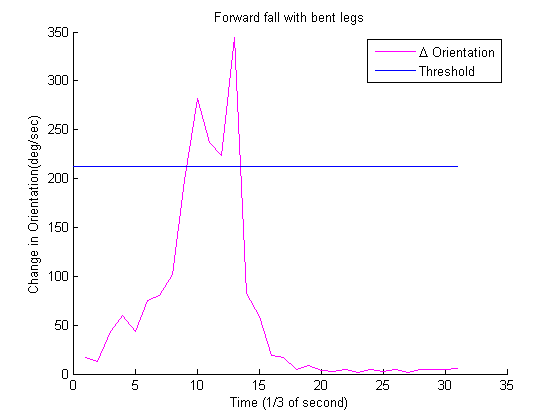 Forward fall with bent legs
Δ Orientation
Threshold
Change in Orientation(deg/sec)
350
300
250
200
150
100
50
0
0 5 10 15 20 25 30 35
Time (1/3 of second)